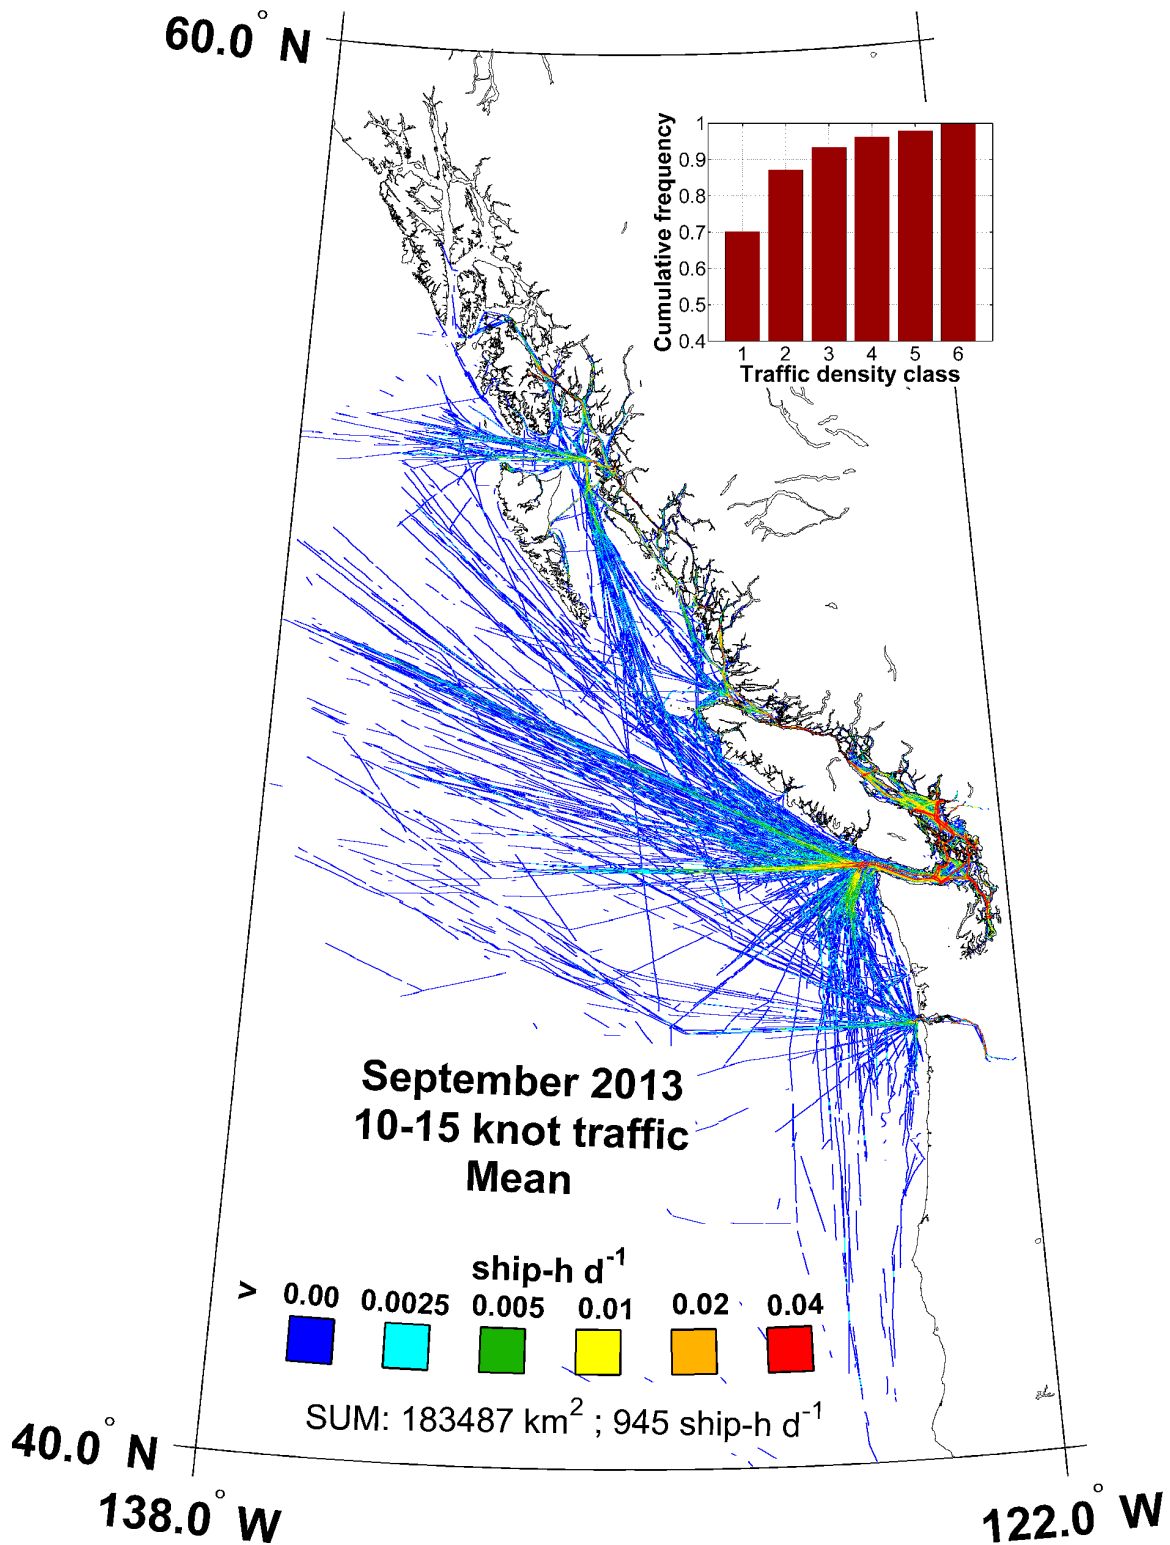 60.0° N
Cumulative frequency
1
0.9
0.8
0.7
0.6
0.5
0.4
1 2 3 4 5 6
Traffic density class
September 2013
10-15 knot traffic
Mean
ship-h d⁻¹
> 0.00 0.0025 0.005 0.01 0.02 0.04
SUM: 183487 km² ; 945 ship-h d⁻¹
40.0° N
138.0° W
122.0° W